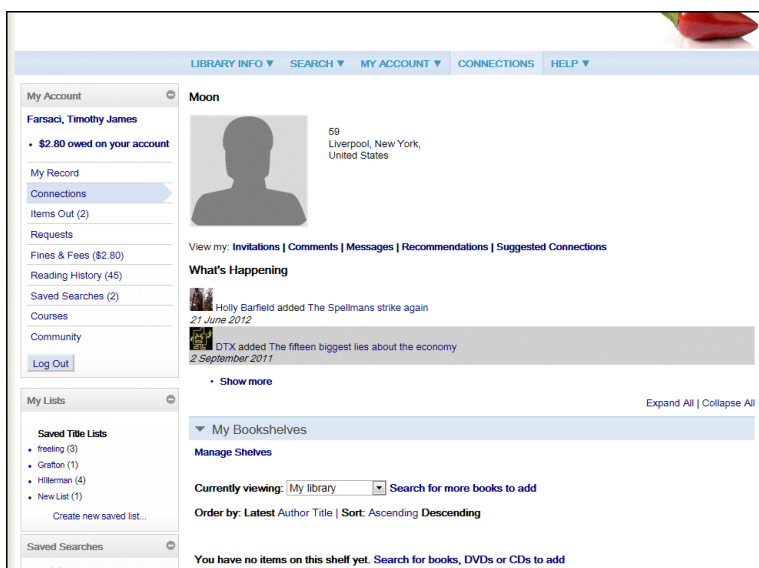 LIBRARY INFO ▼ SEARCH ▼ MY ACCOUNT ▼ CONNECTIONS HELP ▼
My Account
Farsaci, Timothy James
• $2.80 owed on your account
My Record
Connections
Items Out (2)
Requests
Fines & Fees ($2.80)
Reading History (45)
Saved Searches (2)
Courses
Community
Log Out
My Lists
Saved Title Lists
• freeling (3)
• Grafton (1)
• HIllerman (4)
• New List (1)
Create new saved list...
Saved Searches
Moon
59
Liverpool, New York,
United States
View my: Invitations | Comments | Messages | Recommendations | Suggested Connections
What's Happening
Holly Barfield added The Spellmans strike again
21 June 2012
DTX added The fifteen biggest lies about the economy
2 September 2011
• Show more
Expand All | Collapse All
My Bookshelves
Manage Shelves
Currently viewing: My library Search for more books to add
Order by: Latest Author Title | Sort: Ascending Descending
You have no items on this shelf yet. Search for books, DVDs or CDs to add